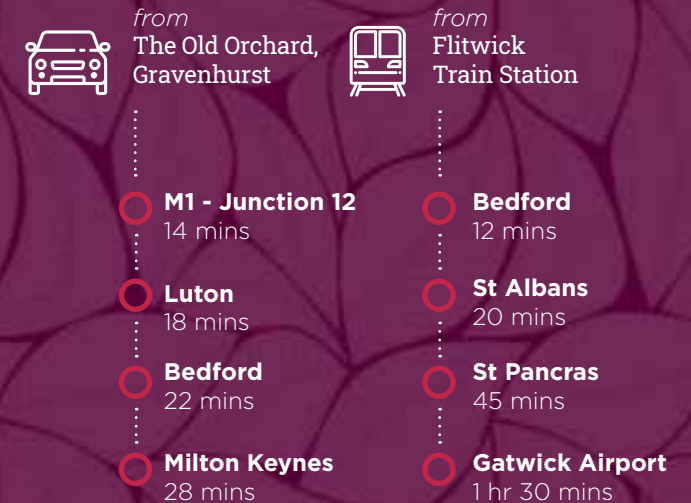 from
The Old Orchard,
Gravenhurst
M1 - Junction 12
14 mins
Luton
18 mins
Bedford
22 mins
Milton Keynes
28 mins
from
Flitwick
Train Station
Bedford
12 mins
St Albans
20 mins
St Pancras
45 mins
Gatwick Airport
1 hr 30 mins